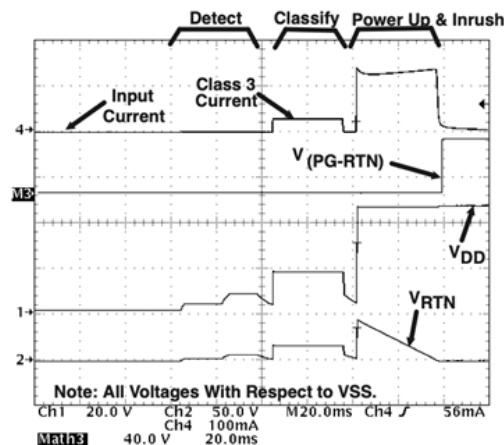 Detect Classify Power Up & Inrush
Input
Current
Class 3
Current
4
V(PG-RTN)
M3
VDD
1
VRTN
2
Note: All Voltages With Respect to VSS.
Ch1 20.0 V Ch2 50.0 V M20.0ms Ch4 56mA
Ch4 100mA
Math3 40.0 V 20.0ms